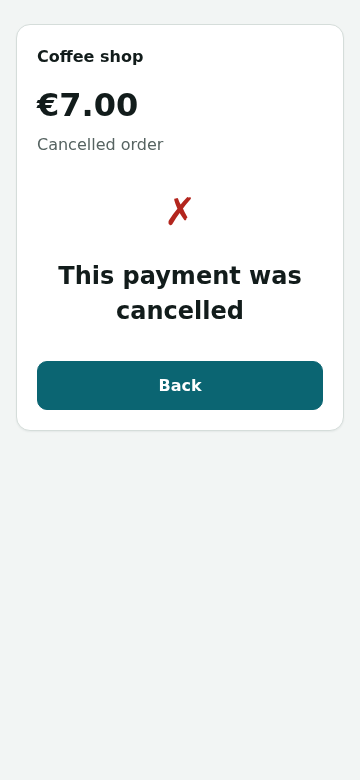 Coffee shop
€7.00
Cancelled order
✗
This payment was
cancelled
Back